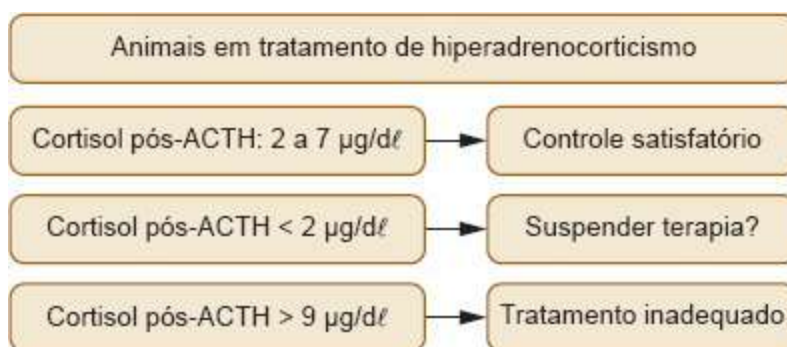 Animais em tratamento de hiperadrenocorticismo
Cortisol pós-ACTH: 2 a 7 μg/dℓ
Controle satisfatório
Cortisol pós-ACTH < 2 μg/dℓ
Suspender terapia?
Cortisol pós-ACTH > 9 μg/dℓ
Tratamento inadequado